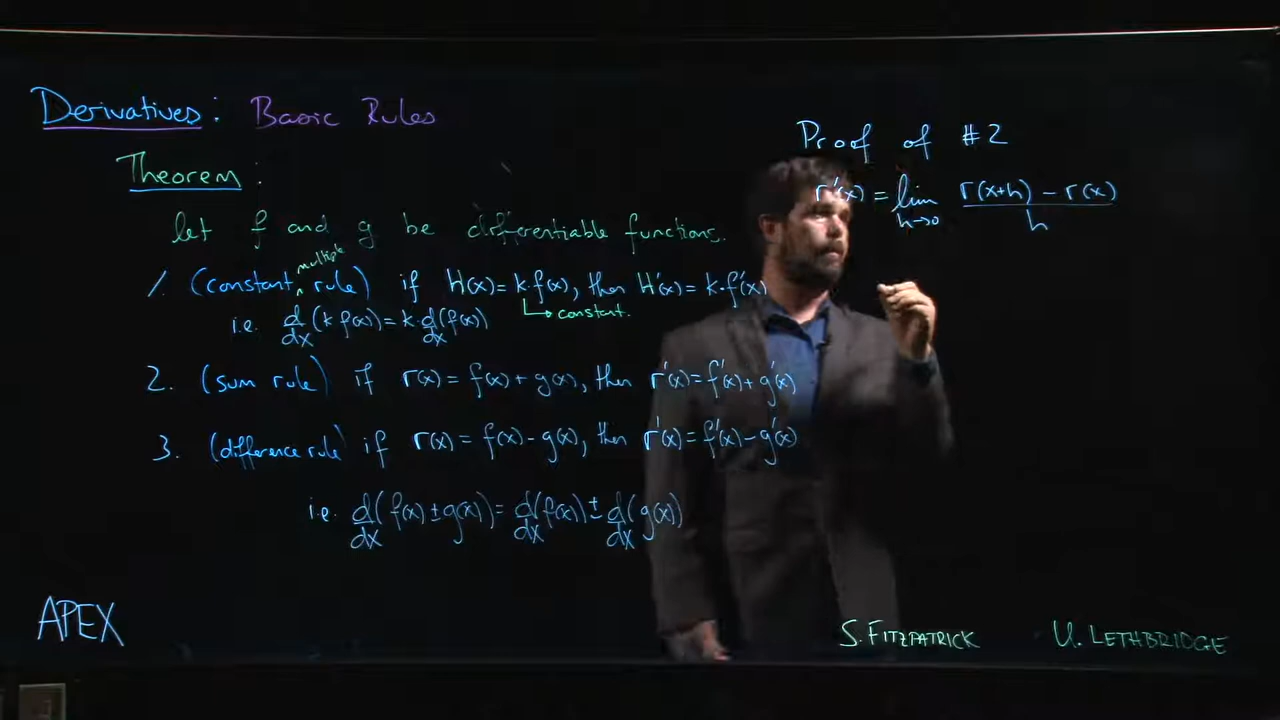 Derivatives: Basic Rules
Theorem:
let f and g be differentiable functions.
1. (constant multiple rule) if H(x) = k·f(x), then H'(x) = k·f'(x)
↳ constant.
i.e. d/dx (k f(x)) = k·d/dx (f(x))
2. (sum rule) if r(x) = f(x) + g(x), then r'(x) = f'(x) + g'(x)
3. (difference rule) if r(x) = f(x) - g(x), then r'(x) = f'(x) - g'(x)
i.e. d/dx (f(x) ± g(x)) = d/dx (f(x)) ± d/dx (g(x))
Proof of #2
r'(x) = lim h→0 (r(x+h) - r(x))/h
APEX
S. FITZPATRICK
U. LETHBRIDGE